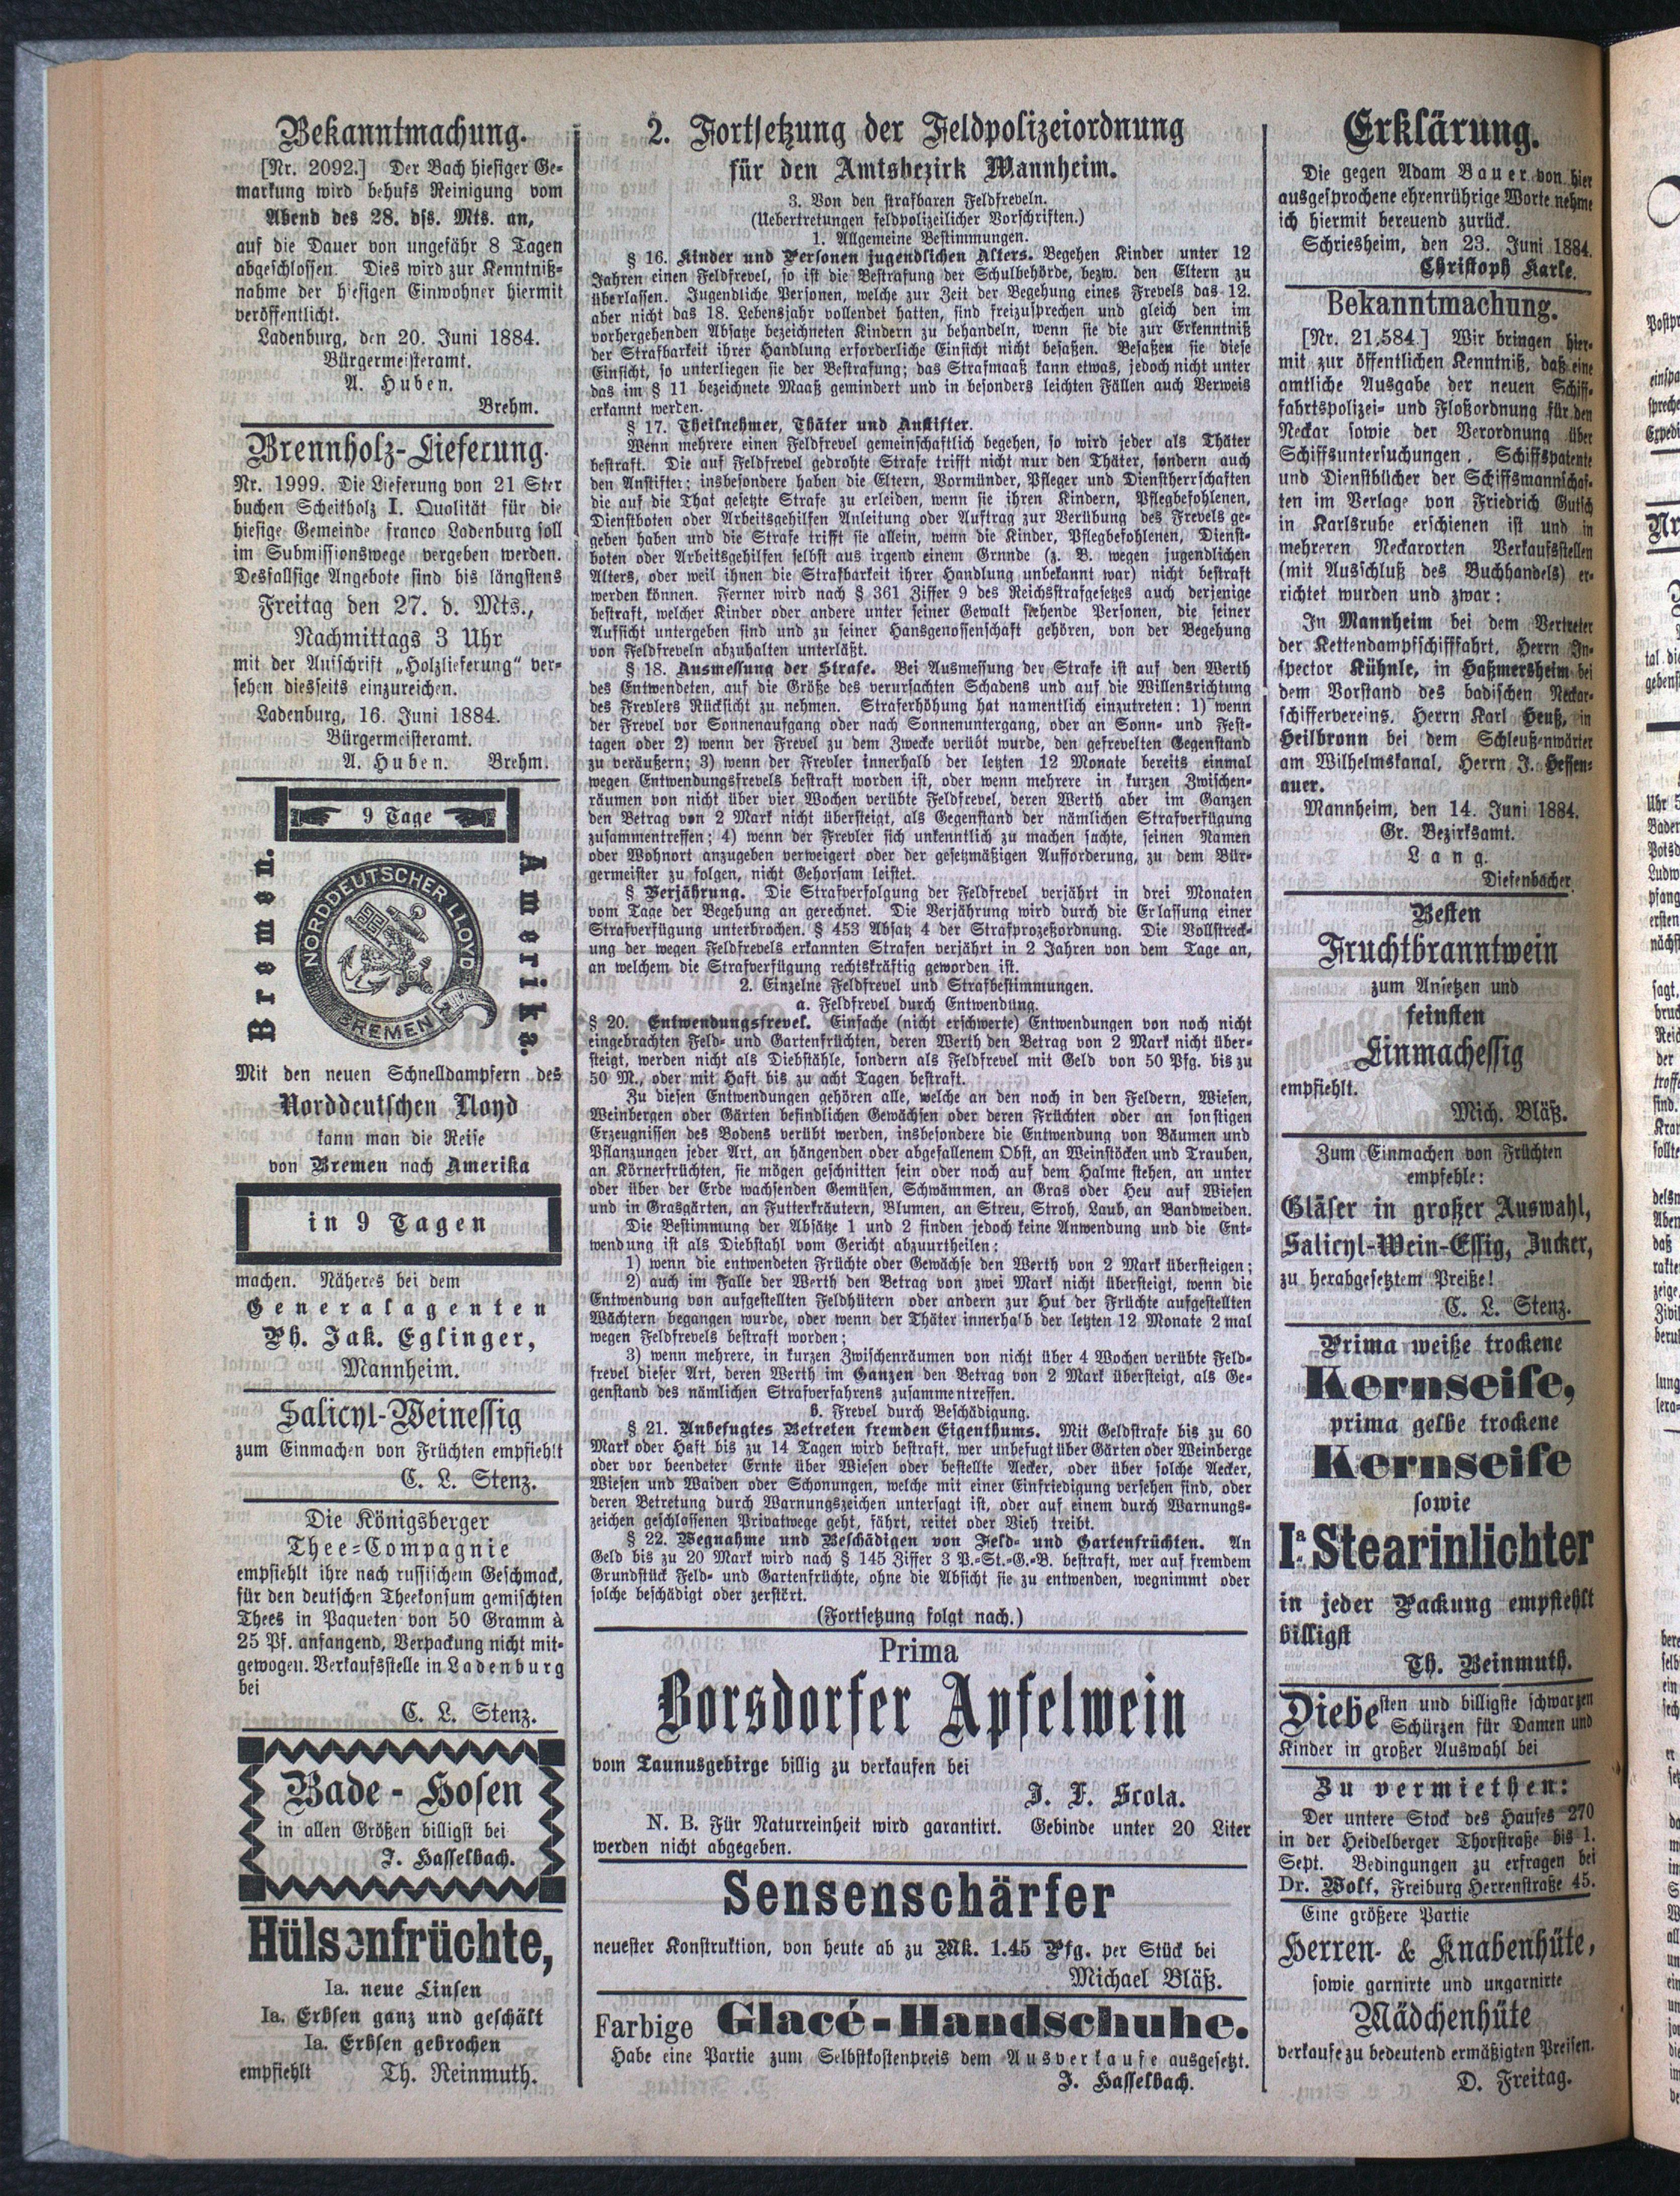 Bekanntmachung.
[Nr. 2092.] Der Bach hiesiger Ge-
markung wird behufs Reinigung vom
Abend des 28. dss. Mts. an,
auf die Dauer von ungefähr 8 Tagen
abgeschlossen. Dies wird zur Kenntniß-
nahme der hiesigen Einwohner hiermit
veröffentlicht.
Ladenburg, den 20. Juni 1884.
Bürgermeisteramt.
A. Huben.
Brehm.
Brennholz-Lieferung.
Nr. 1999. Die Lieferung von 21 Ster
buchen Scheitholz I. Qualität für die
hiesige Gemeinde franco Ladenburg soll
im Submissionswege vergeben werden.
Desfallsige Angebote sind bis längstens
Freitag den 27. d. Mts.,
Nachmittags 3 Uhr
mit der Aufschrift „Holzlieferung" ver-
sehen diesseits einzureichen.
Ladenburg, 16. Juni 1884.
Bürgermeisteramt.
A. Huben. Brehm.
9 Tage
Bremen.
NORDDEUTSCHER LLOYD
BREMEN
Amerika.
Mit den neuen Schnelldampfern des
Norddeutschen Lloyd
kann man die Reise
von Bremen nach Amerika
in 9 Tagen
machen. Näheres bei dem
Generalagenten
Ph. Jak. Eglinger,
Mannheim.
Salicyl-Weinessig
zum Einmachen von Früchten empfiehlt
C. L. Stenz.
Die Königsberger
Thee-Compagnie
empfiehlt ihre nach russischem Geschmack,
für den deutschen Theekonsum gemischten
Thees in Paqueten von 50 Gramm à
25 Pf. anfangend, Verpackung nicht mit-
gewogen. Verkaufsstelle in Ladenburg
bei
C. L. Stenz.
Bade-Hosen
in allen Größen billigst bei
J. Hasselbach.
Hülsenfrüchte,
Ia. neue Linsen
Ia. Erbsen ganz und geschält
Ia. Erbsen gebrochen
empfiehlt Th. Reinmuth.
2. Fortsetzung der Feldpolizeiordnung
für den Amtsbezirk Mannheim.
3. Von den strafbaren Feldfreveln.
(Uebertretungen feldpolizeilicher Vorschriften.)
1. Allgemeine Bestimmungen.
§ 16. Kinder und Personen jugendlichen Alters. Begehen Kinder unter 12
Jahren einen Feldfrevel, so ist die Bestrafung der Schulbehörde, bezw. den Eltern zu
überlassen. Jugendliche Personen, welche zur Zeit der Begehung eines Frevels das 12.
aber nicht das 18. Lebensjahr vollendet hatten, sind freizusprechen und gleich den im
vorhergehenden Absatze bezeichneten Kindern zu behandeln, wenn sie die zur Erkenntniß
der Strafbarkeit ihrer Handlung erforderliche Einsicht nicht besaßen. Besaßen sie diese
Einsicht, so unterliegen sie der Bestrafung; das Strafmaaß kann etwas, jedoch nicht unter
das im § 11 bezeichnete Maaß gemindert und in besonders leichten Fällen auch Verweis
erkannt werden.
§ 17. Theilnehmer, Thäter und Anstifter.
Wenn mehrere einen Feldfrevel gemeinschaftlich begehen, so wird jeder als Thäter
bestraft. Die auf Feldfrevel gedrohte Strafe trifft nicht nur den Thäter, sondern auch
den Anstifter; insbesondere haben die Eltern, Vormünder, Pfleger und Dienstherrschaften
die auf die That gesetzte Strafe zu erleiden, wenn sie ihren Kindern, Pflegbefohlenen,
Dienstboten oder Arbeitsgehilfen Anleitung oder Auftrag zur Verübung des Frevels ge-
geben haben und die Strafe trifft sie allein, wenn die Kinder, Pflegbefohlenen, Dienst-
boten oder Arbeitsgehilfen selbst aus irgend einem Grnnde (z. B. wegen jugendlichen
Alters, oder weil ihnen die Strafbarkeit ihrer Handlung unbekannt war) nicht bestraft
werden können. Ferner wird nach § 361 Ziffer 9 des Reichsstrafgesetzes auch derjenige
bestraft, welcher Kinder oder andere unter seiner Gewalt stehende Personen, die seiner
Aufsicht untergeben sind und zu seiner Hansgenossenschaft gehören, von der Begehung
von Feldfreveln abzuhalten unterläßt.
§ 18. Ausmessung der Strafe. Bei Ausmessung der Strafe ist auf den Werth
des Entwendeten, auf die Größe des verursachten Schadens und auf die Willensrichtung
des Frevlers Rücksicht zu nehmen. Straferhöhung hat namentlich einzutreten: 1) wenn
der Frevel vor Sonnenaufgang oder nach Sonnenuntergang, oder an Sonn- und Fest-
tagen oder 2) wenn der Frevel zu dem Zwecke verübt wurde, den gefrevelten Gegenstand
zu veräußern; 3) wenn der Frevler innerhalb der letzten 12 Monate bereits einmal
wegen Entwendungsfrevels bestraft worden ist, oder wenn mehrere in kurzen Zwischen-
räumen von nicht über vier Wochen verübte Feldfrevel, deren Werth aber im Ganzen
den Betrag von 2 Mark nicht übersteigt, als Gegenstand der nämlichen Strafverfügung
zusammentreffen; 4) wenn der Frevler sich unkenntlich zu machen suchte, seinen Namen
oder Wohnort anzugeben verweigert oder der gesetzmäßigen Aufforderung, zu dem Bür-
germeister zu folgen, nicht Gehorsam leistet.
§ Verjährung. Die Strafverfolgung der Feldfrevel verjährt in drei Monaten
vom Tage der Begehung an gerechnet. Die Verjährung wird durch die Erlassung einer
Strafverfügung unterbrochen. § 453 Absatz 4 der Strafprozeßordnung. Die Vollstreck-
ung der wegen Feldfrevels erkannten Strafen verjährt in 2 Jahren von dem Tage an,
an welchem die Strafverfügung rechtskräftig geworden ist.
2. Einzelne Feldfrevel und Strafbestimmungen.
a. Feldfrevel durch Entwendung.
§ 20. Entwendungsfrevel. Einfache (nicht erschwerte) Entwendungen von noch nicht
eingebrachten Feld- und Gartenfrüchten, deren Werth den Betrag von 2 Mark nicht über-
steigt, werden nicht als Diebstähle, sondern als Feldfrevel mit Geld von 50 Pfg. bis zu
50 M., oder mit Haft bis zu acht Tagen bestraft.
Zu diesen Entwendungen gehören alle, welche an den noch in den Feldern, Wiesen,
Weinbergen oder Gärten befindlichen Gewächsen oder deren Früchten oder an sonstigen
Erzeugnissen des Bodens verübt werden, insbesondere die Entwendung von Bäumen und
Pflanzungen jeder Art, an hängenden oder abgefallenem Obst, an Weinstöcken und Trauben,
an Körnerfrüchten, sie mögen geschnitten sein oder noch auf dem Halme stehen, an unter
oder über der Erde wachsenden Gemüsen, Schwämmen, an Gras oder Heu auf Wiesen
und in Grasgärten, an Futterkräutern, Blumen, an Streu, Stroh, Laub, an Bandweiden.
Die Bestimmung der Absätze 1 und 2 finden jedoch keine Anwendung und die Ent-
wendung ist als Diebstahl vom Gericht abzuurtheilen:
1) wenn die entwendeten Früchte oder Gewächse den Werth von 2 Mark übersteigen;
2) auch im Falle der Werth den Betrag von zwei Mark nicht übersteigt, wenn die
Entwendung von aufgestellten Feldhütern oder andern zur Hut der Früchte aufgestellten
Wächtern begangen wurde, oder wenn der Thäter innerhalb der letzten 12 Monate 2 mal
wegen Feldfrevels bestraft worden;
3) wenn mehrere, in kurzen Zwischenräumen von nicht über 4 Wochen verübte Feld-
frevel dieser Art, deren Werth im Ganzen den Betrag von 2 Mark übersteigt, als Ge-
genstand des nämlichen Strafverfahrens zusammentreffen.
b. Frevel durch Beschädigung.
§ 21. Unbefugtes Betreten fremden Eigenthums. Mit Geldstrafe bis zu 60
Mark oder Haft bis zu 14 Tagen wird bestraft, wer unbefugt über Gärten oder Weinberge
oder vor beendeter Ernte über Wiesen oder bestellte Aecker, oder über solche Aecker,
Wiesen und Waiden oder Schonungen, welche mit einer Einfriedigung versehen sind, oder
deren Betretung durch Warnungszeichen untersagt ist, oder auf einem durch Warnungs-
zeichen geschlossenen Privatwege geht, fährt, reitet oder Vieh treibt.
§ 22. Wegnahme und Beschädigen von Feld- und Gartenfrüchten. An
Geld bis zu 20 Mark wird nach § 145 Ziffer 3 P.-St.-G.-B. bestraft, wer auf fremdem
Grundstück Feld- und Gartenfrüchte, ohne die Absicht sie zu entwenden, wegnimmt oder
solche beschädigt oder zerstört.
(Fortsetzung folgt nach.)
Prima
Borsdorfer Apfelwein
vom Taunusgebirge billig zu verkaufen bei
J. F. Scola.
N. B. Für Naturreinheit wird garantirt. Gebinde unter 20 Liter
werden nicht abgegeben.
Sensenschärfer
neuester Konstruktion, von heute ab zu Mk. 1.45 Pfg. per Stück bei
Michael Bläß.
Farbige Glacé-Handschuhe.
Habe eine Partie zum Selbstkostenpreis dem Ausverkaufe ausgesetzt.
J. Hasselbach.
Erklärung.
Die gegen Adam Bauer von hier
ausgesprochene ehrenrührige Worte nehme
ich hiermit bereuend zurück.
Schriesheim, den 23. Juni 1884.
Christoph Karle.
Bekanntmachung.
[Nr. 21,584.] Wir bringen hier-
mit zur öffentlichen Kenntniß, daß eine
amtliche Ausgabe der neuen Schiff-
fahrtspolizei- und Floßordnung für den
Neckar sowie der Verordnung über
Schiffsuntersuchungen, Schiffspatente
und Dienstbücher der Schiffsmannschaf-
ten im Verlage von Friedrich Gutsch
in Karlsruhe erschienen ist und in
mehreren Neckarorten Verkaufsstellen
(mit Ausschluß des Buchhandels) er-
richtet wurden und zwar:
In Mannheim bei dem Vertreter
der Kettendampfschifffahrt, Herrn In-
spector Kühnle, in Haßmersheim bei
dem Vorstand des badischen Neckar-
schiffervereins, Herrn Karl Heuß, in
Heilbronn bei dem Schleußenwärter
am Wilhelmskanal, Herrn J. Heffen-
auer.
Mannheim, den 14. Juni 1884.
Gr. Bezirksamt.
Lang.
Diefenbacher
Besten
Fruchtbranntwein
zum Ansetzen und
feinsten
Einmachessig
empfiehlt.
Mich. Bläß.
Zum Einmachen von Früchten
empfehle:
Gläser in großer Auswahl,
Salicyl-Wein-Essig, Zucker,
zu herabgesetztem Preiße!
C. L. Stenz.
Prima weiße trockene
Kernseife,
prima gelbe trockene
Kernseife
sowie
Ia. Stearinlichter
in jeder Packung empfiehlt
billigst
Th. Reinmuth.
Diebesten und billigste schwarzen
Schürzen für Damen und
Kinder in großer Auswahl bei
Zu vermiethen:
Der untere Stock des Hauses 270
in der Heidelberger Thorstraße bis 1.
Sept. Bedingungen zu erfragen bei
Dr. Wolf, Freiburg Herrenstraße 45.
Eine größere Partie
Herren- & Knabenhüte,
sowie garnirte und ungarnirte
Mädchenhüte
verkaufe zu bedeutend ermäßigten Preisen.
D. Freitag.